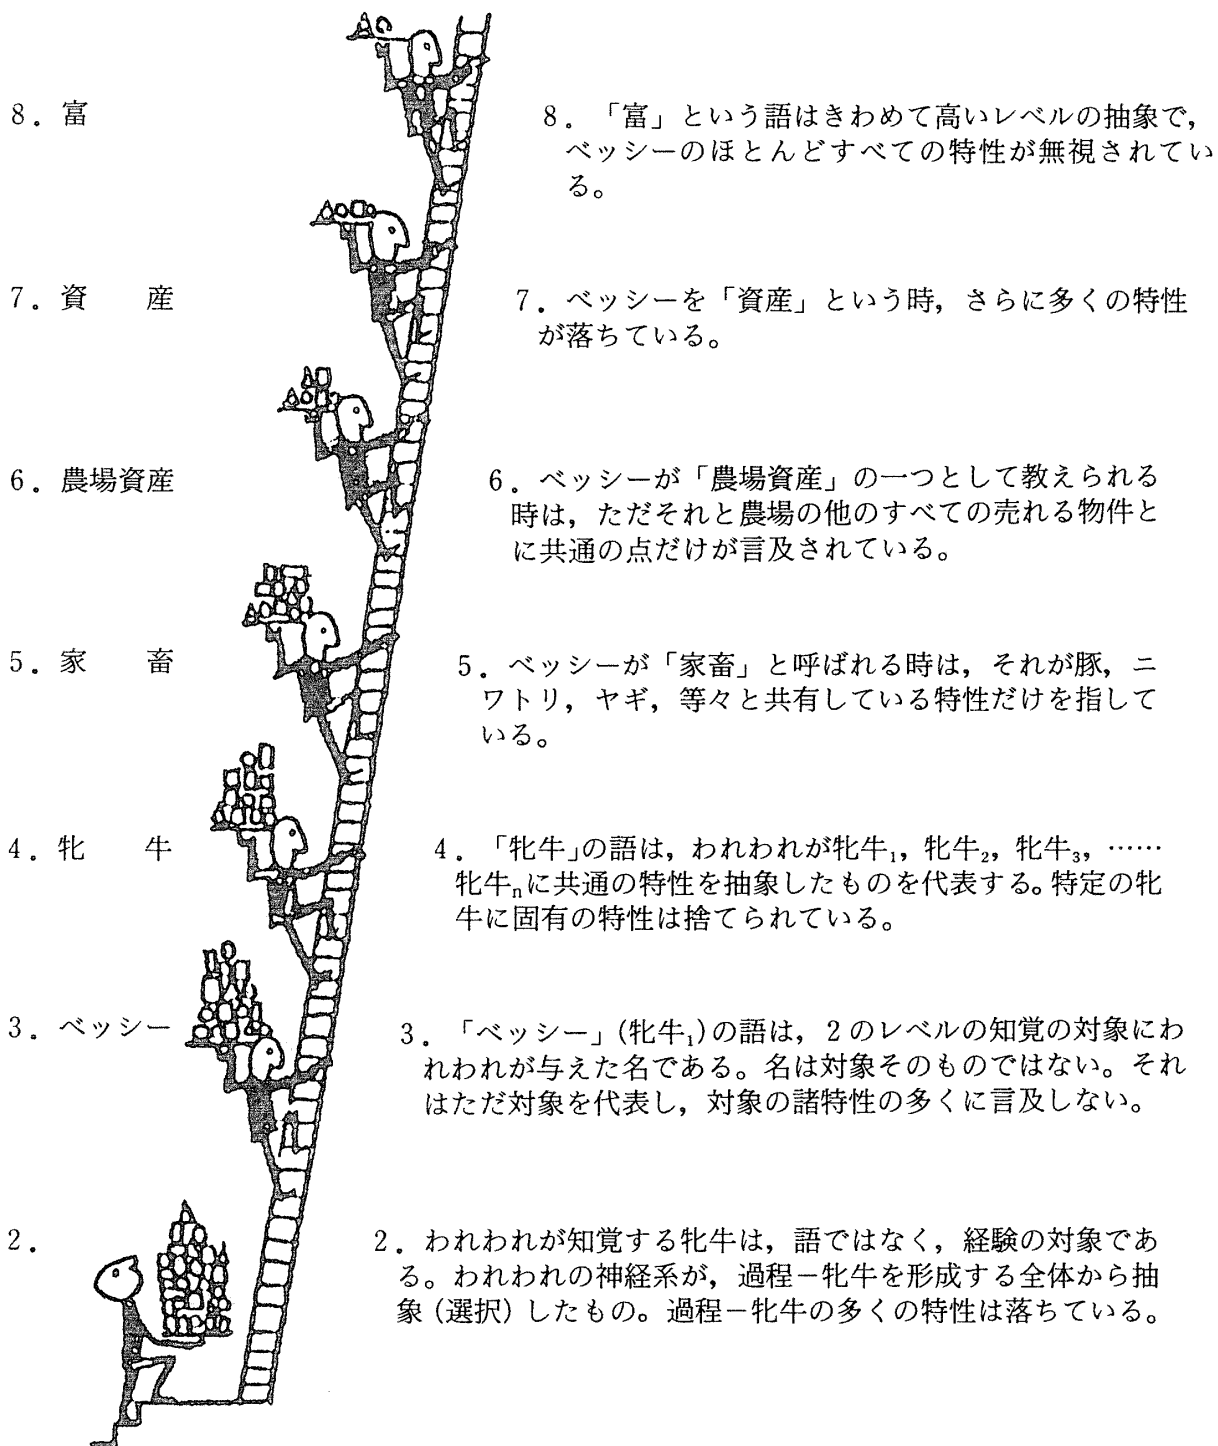 8．富
8．「富」という語はきわめて高いレベルの抽象で，
ベッシーのほとんどすべての特性が無視されてい
る。
7．資　産
7．ベッシーを「資産」という時，さらに多くの特性
が落ちている。
6．農場資産
6．ベッシーが「農場資産」の一つとして教えられる
時は，ただそれと農場の他のすべての売れる物件と
に共通の点だけが言及されている。
5．家　畜
5．ベッシーが「家畜」と呼ばれる時は，それが豚，ニ
ワトリ，ヤギ，等々と共有している特性だけを指して
いる。
4．牝　牛
4．「牝牛」の語は，われわれが牝牛₁，牝牛₂，牝牛₃，……
牝牛ₙに共通の特性を抽象したものを代表する。特定の牝
牛に固有の特性は捨てられている。
3．ベッシー
3．「ベッシー」(牝牛₁)の語は，2のレベルの知覚の対象にわ
れわれが与えた名である。名は対象そのものではない。それ
はただ対象を代表し，対象の諸特性の多くに言及しない。
2．
2．われわれが知覚する牝牛は，語ではなく，経験の対象であ
る。われわれの神経系が，過程－牝牛を形成する全体から抽
象（選択）したもの。過程－牝牛の多くの特性は落ちている。